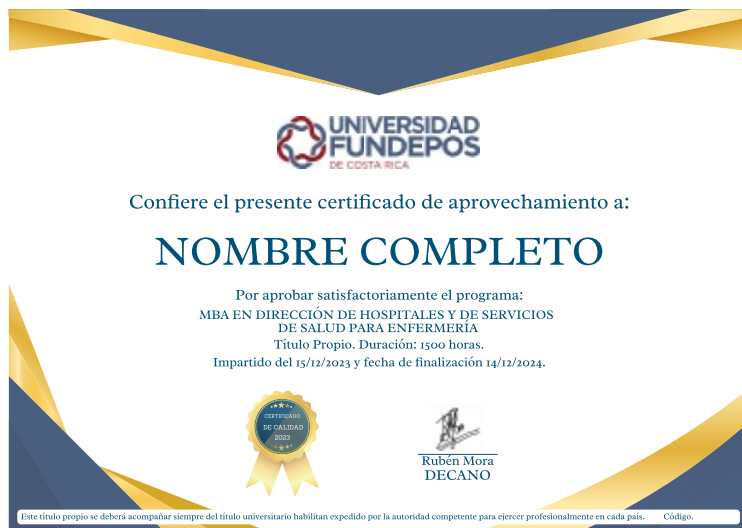 UNIVERSIDAD
FUNDEPOS
DE COSTA RICA
Confiere el presente certificado de aprovechamiento a:
NOMBRE COMPLETO
Por aprobar satisfactoriamente el programa:
MBA EN DIRECCIÓN DE HOSPITALES Y DE SERVICIOS
DE SALUD PARA ENFERMERÍA
Título Propio. Duración: 1500 horas.
Impartido del 15/12/2023 y fecha de finalización 14/12/2024.
CERTIFICADO
DE CALIDAD
2023
Rubén Mora
DECANO
Este título propio se deberá acompañar siempre del título universitario habilitan expedido por la autoridad competente para ejercer profesionalmente en cada país. Código.